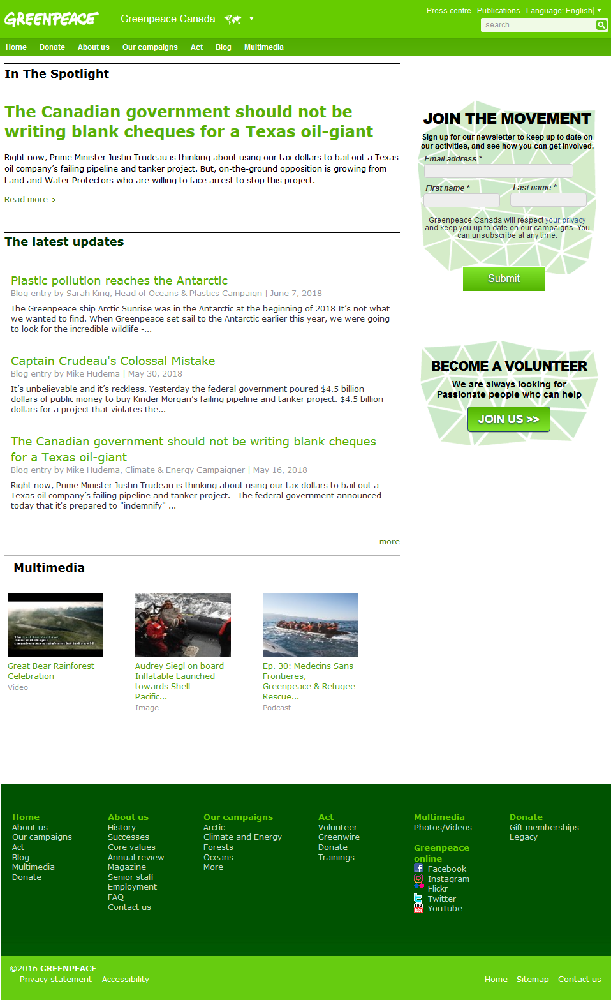 GREENPEACE
Greenpeace Canada
Press centre Publications Language: English
search
Home Donate About us Our campaigns Act Blog Multimedia
In The Spotlight
The Canadian government should not be
writing blank cheques for a Texas oil-giant
Right now, Prime Minister Justin Trudeau is thinking about using our tax dollars to bail out a Texas
oil company’s failing pipeline and tanker project. But, on-the-ground opposition is growing from
Land and Water Protectors who are willing to face arrest to stop this project.
Read more >
The latest updates
Plastic pollution reaches the Antarctic
Blog entry by Sarah King, Head of Oceans & Plastics Campaign | June 7, 2018
The Greenpeace ship Arctic Sunrise was in the Antarctic at the beginning of 2018 It’s not what
we wanted to find. When Greenpeace set sail to the Antarctic earlier this year, we were going
to look for the incredible wildlife -...
Captain Crudeau's Colossal Mistake
Blog entry by Mike Hudema | May 30, 2018
It’s unbelievable and it’s reckless. Yesterday the federal government poured $4.5 billion
dollars of public money to buy Kinder Morgan’s failing pipeline and tanker project. $4.5 billion
dollars for a project that violates the...
The Canadian government should not be writing blank cheques
for a Texas oil-giant
Blog entry by Mike Hudema, Climate & Energy Campaigner | May 16, 2018
Right now, Prime Minister Justin Trudeau is thinking about using our tax dollars to bail out a
Texas oil company’s failing pipeline and tanker project. The federal government announced
today that it's prepared to "indemnify" ...
more
JOIN THE MOVEMENT
Sign up for our newsletter to keep up to date on
our activities, and see how you can get involved.
Email address *
First name * Last name *
Greenpeace Canada will respect your privacy
and keep you up to date on our campaigns. You
can unsubscribe at any time.
Submit
BECOME A VOLUNTEER
We are always looking for
Passionate people who can help
JOIN US >>
Multimedia
Great Bear Rainforest
Celebration
Video
Audrey Siegl on board
Inflatable Launched
towards Shell -
Pacific...
Image
Ep. 30: Medecins Sans
Frontieres,
Greenpeace & Refugee
Rescue...
Podcast
Home
About us
Our campaigns
Act
Blog
Multimedia
Donate
About us
History
Successes
Core values
Annual review
Magazine
Senior staff
Employment
FAQ
Contact us
Our campaigns
Arctic
Climate and Energy
Forests
Oceans
More
Act
Volunteer
Greenwire
Donate
Trainings
Multimedia
Photos/Videos
Greenpeace
online
Facebook
Instagram
Flickr
Twitter
You
Tube
YouTube
Donate
Gift memberships
Legacy
©2016 GREENPEACE
Privacy statement Accessibility
Home Sitemap Contact us